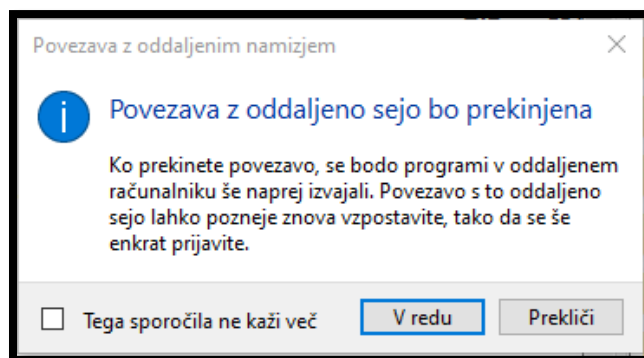 Povezava z oddaljenim namizjem
Povezava z oddaljeno sejo bo prekinjena
Ko prekinete povezavo, se bodo programi v oddaljenem
računalniku še naprej izvajali. Povezavo s to oddaljeno
sejo lahko pozneje znova vzpostavite, tako da se še
enkrat prijavite.
Tega sporočila ne kaži več
V redu
Prekliči